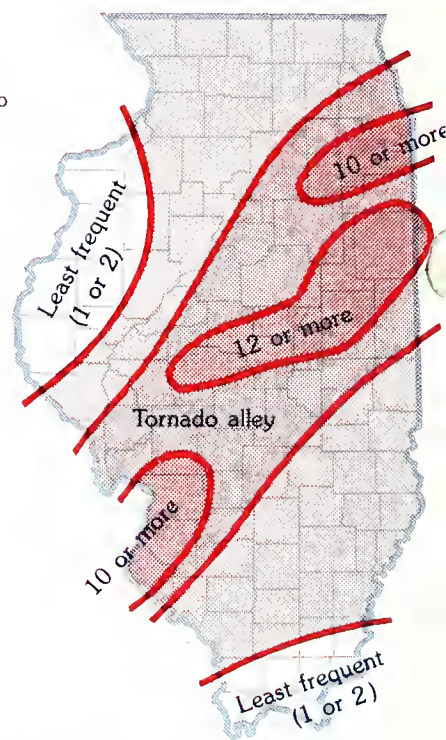 o
10 or more
Least frequent
(1 or 2)
12 or more
Tornado alley
10 or more
Least frequent
(1 or 2)